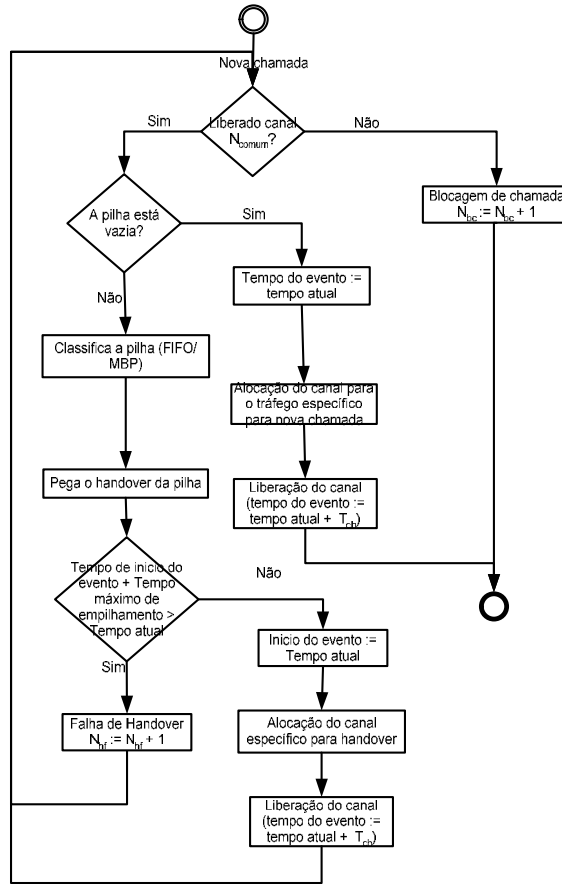 Nova chamada
Liberado canal
N_comum?
Sim
Não
Blocagem de chamada
N_bc := N_bc + 1
A pilha está
vazia?
Sim
Tempo do evento :=
tempo atual
Não
Classifica a pilha (FIFO/
MBP)
Alocação do canal para
o tráfego específico
para nova chamada
Pega o handover da pilha
Liberação do canal
(tempo do evento :=
tempo atual + T_ch)
Tempo de inicio do
evento + Tempo
máximo de
empilhamento >
Tempo atual
Não
Inicio do evento :=
Tempo atual
Sim
Falha de Handover
N_hf := N_hf + 1
Alocação do canal
específico para handover
Liberação do canal
(tempo do evento :=
tempo atual + T_ch)